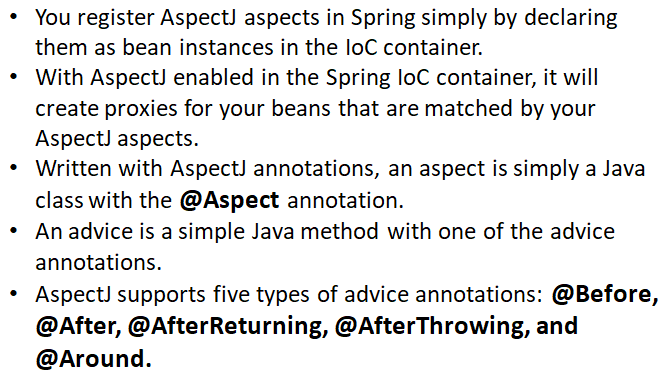 • You register AspectJ aspects in Spring simply by declaring
them as bean instances in the IoC container.
• With AspectJ enabled in the Spring IoC container, it will
create proxies for your beans that are matched by your
AspectJ aspects.
• Written with AspectJ annotations, an aspect is simply a Java
class with the @Aspect annotation.
• An advice is a simple Java method with one of the advice
annotations.
• AspectJ supports five types of advice annotations: @Before,
@After, @AfterReturning, @AfterThrowing, and
@Around.